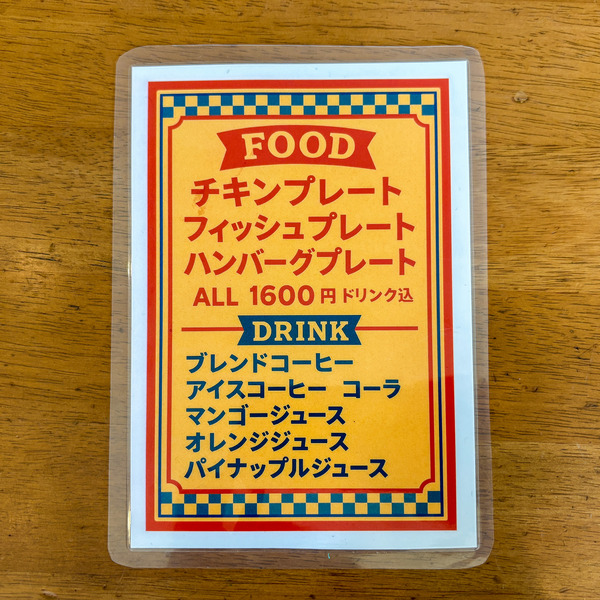 FOOD
チキンプレート
フィッシュプレート
ハンバーグプレート
ALL 1600 円 ドリンク込
DRINK
ブレンドコーヒー
アイスコーヒー コーラ
マンゴージュース
オレンジジュース
パイナップルジュース